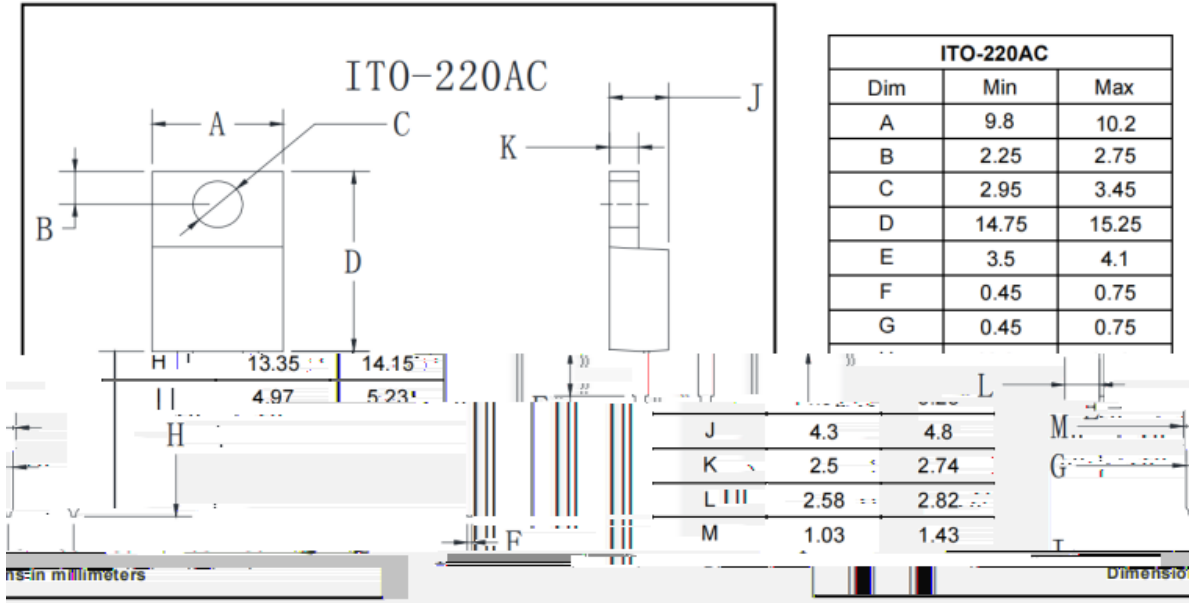 ITO-220AC
J
A
C
K
B
D
ITO-220AC
Dim Min Max
A 9.8 10.2
B 2.25 2.75
C 2.95 3.45
D 14.75 15.25
E 3.5 4.1
F 0.45 0.75
G 0.45 0.75
H 13.35 14.15
4.97 5.23
L
H
M
G
J 4.3 4.8
K 2.5 2.74
L 2.58 2.82
M 1.03 1.43
F
in millimeters